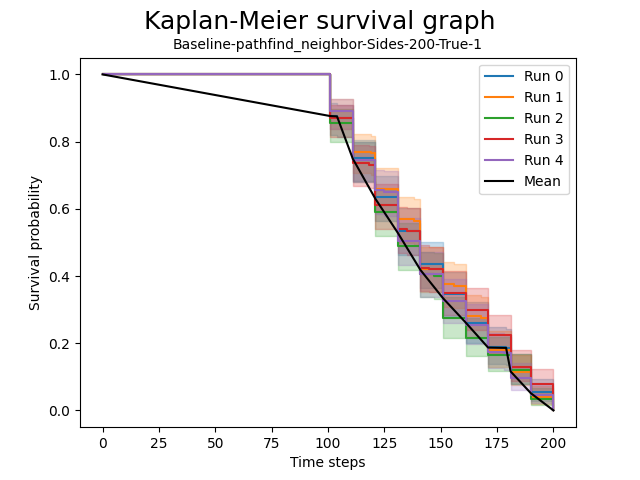 Kaplan-Meier survival graph
Baseline-pathfind_neighbor-Sides-200-True-1
Survival probability
1.0
0.8
0.6
0.4
0.2
0.0
Run 0
Run 1
Run 2
Run 3
Run 4
Mean
0 25 50 75 100 125 150 175 200
Time steps